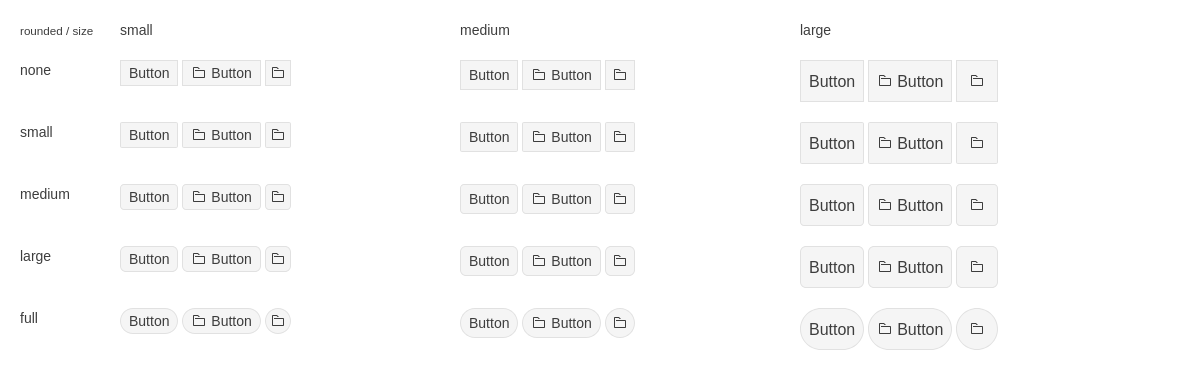 rounded / size small medium large
none Button Button Button Button Button Button
small Button Button Button Button Button Button
medium Button Button Button Button Button Button
large Button Button Button Button Button Button
full Button Button Button Button Button Button